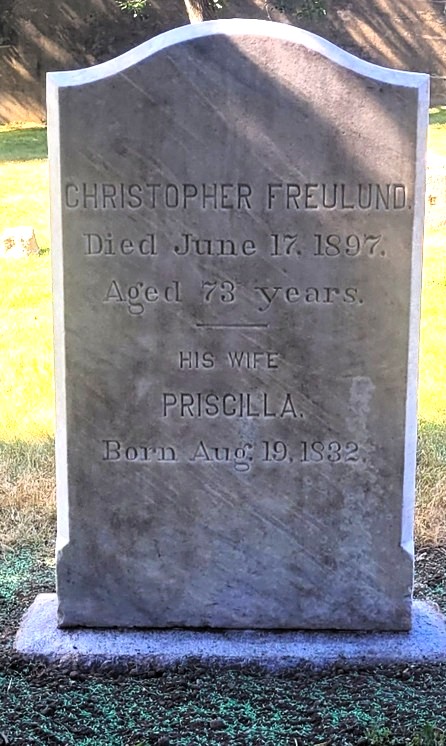 CHRISTOPHER FREULUND.
Died June 17, 1897.
Aged 73 years.
HIS WIFE
PRISCILLA.
Born Aug. 19, 1832.